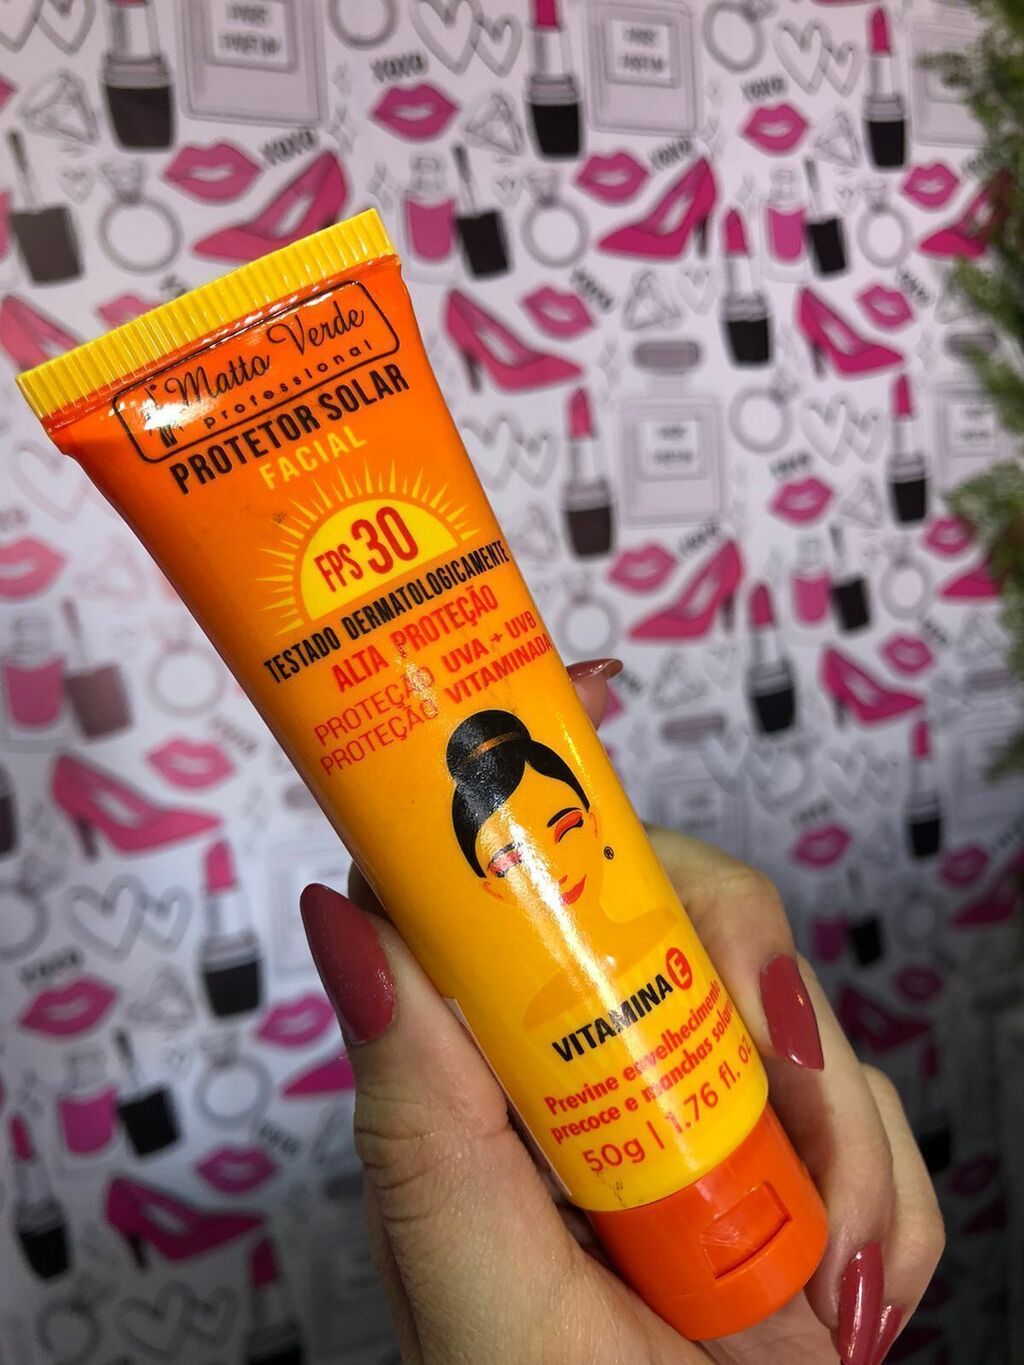 Matto Verde
Professional
PROTETOR SOLAR
FACIAL
FPS 30
TESTADO DERMATOLOGICAMENTE
ALTA PROTEÇÃO
PROTEÇÃO UVA + UVB
PROTEÇÃO VITAMINADA
®
VITAMINA E
Previne envelhecimento
precoce e manchas solares
50g | 1.76 fl. oz